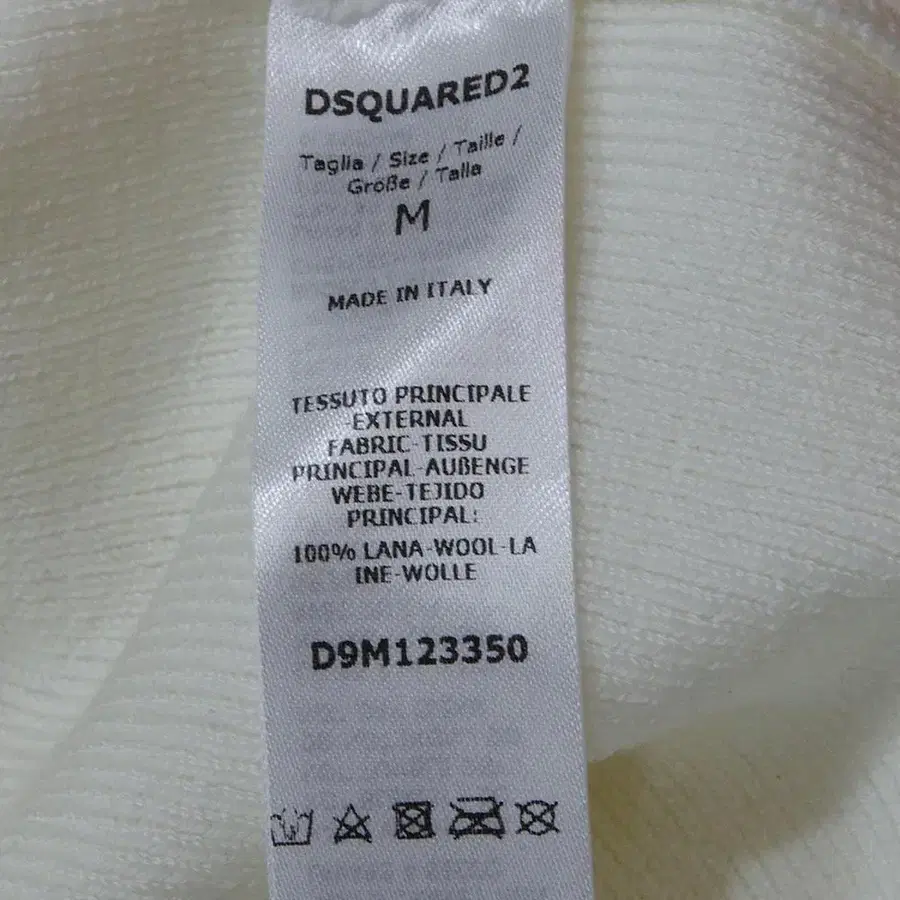 DSQUARED2
Taglia / Size / Taille /
Größe / Talla
M
MADE IN ITALY
TESSUTO PRINCIPALE
-EXTERNAL
FABRIC-TISSU
PRINCIPAL-AUßENGE
WEBE-TEJIDO
PRINCIPAL:
100% LANA-WOOL-LA
INE-WOLLE
D9M123350